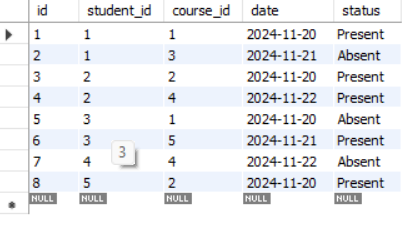 id student_id course_id date status
1 1 1 2024-11-20 Present
2 1 3 2024-11-21 Absent
3 2 2 2024-11-20 Present
4 2 4 2024-11-22 Present
5 3 1 2024-11-20 Absent
6 3 5 2024-11-21 Present
3
7 4 4 2024-11-22 Absent
8 5 2 2024-11-20 Present
NULL NULL NULL NULL NULL